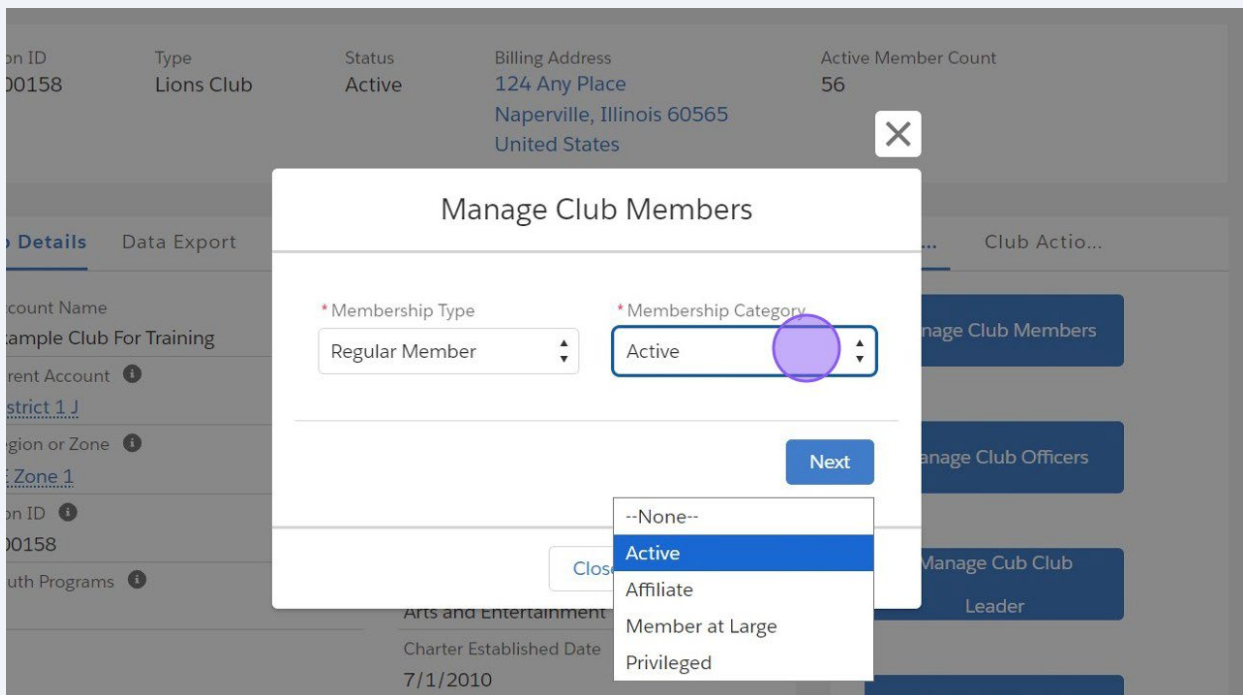 on ID
Type
Status
Billing Address
Active Member Count
00158
Lions Club
Active
124 Any Place
56
Naperville, Illinois 60565
United States
Manage Club Members
Details
Data Export
...
Club Actio...
count Name
ample Club For Training
* Membership Type
* Membership Category
nage Club Members
Regular Member
Active
rent Account
strict 1 J
gion or Zone
Zone 1
Next
anage Club Officers
on ID
00158
--None--
Active
Close
Manage Cub Club
Leader
uth Programs
Affiliate
Arts and Entertainment
Member at Large
Charter Established Date
Privileged
7/1/2010